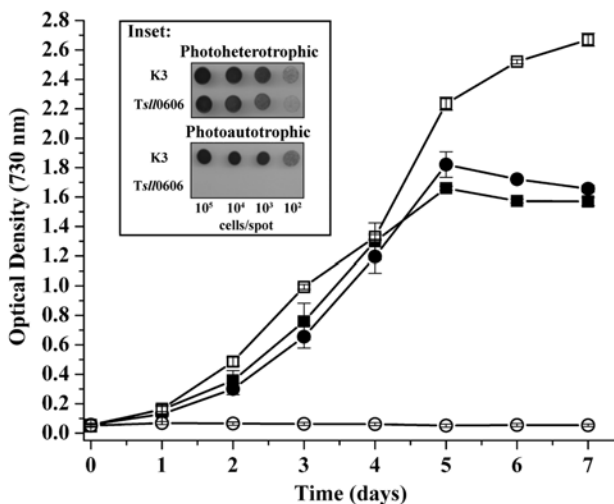 2.8
2.6
2.4
2.2
2.0
1.8
1.6
1.4
1.2
1.0
0.8
0.6
0.4
0.2
0.0
Optical Density (730 nm)
Inset:
Photoheterotrophic
K3
Tsll0606
Photoautotrophic
K3
Tsll0606
10⁵ 10⁴ 10³ 10²
cells/spot
0 1 2 3 4 5 6 7
Time (days)